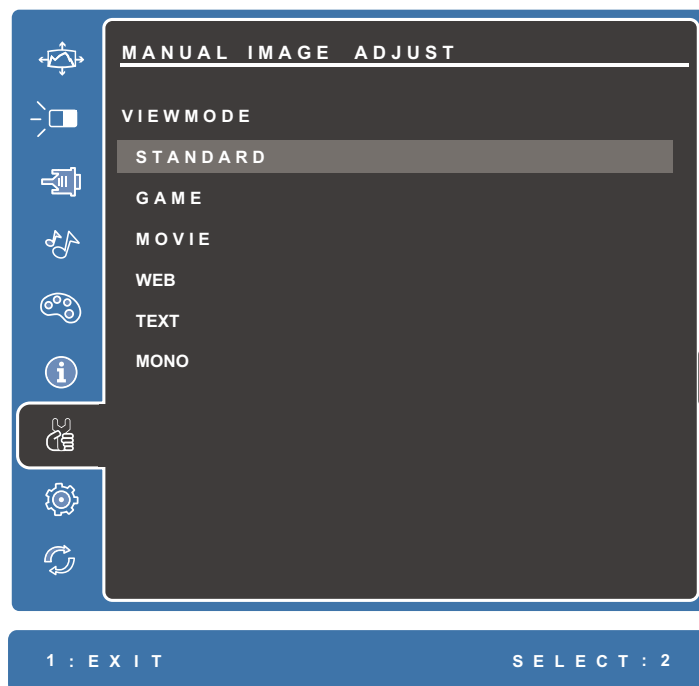 MANUAL IMAGE ADJUST
VIEWMODE
STANDARD
GAME
MOVIE
WEB
TEXT
MONO
1:EXIT SELECT:2